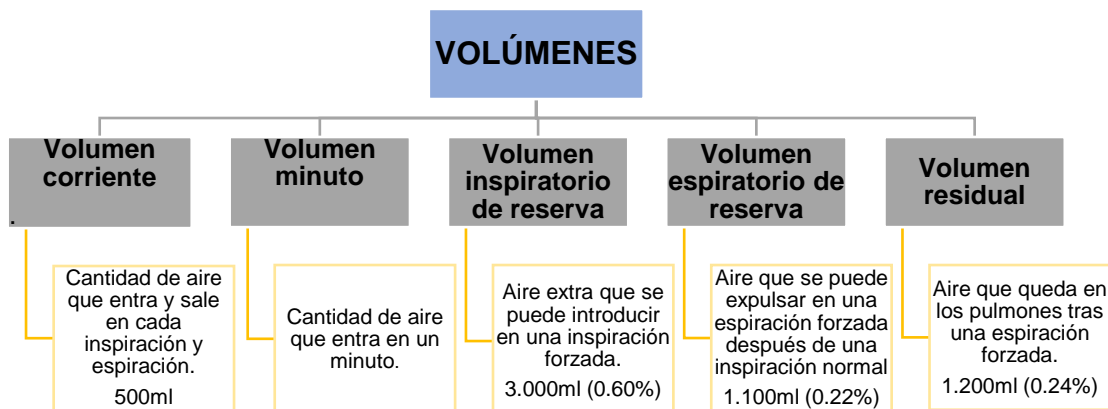 VOLÚMENES
Volumen
corriente
.
Volumen
minuto
Volumen
inspiratorio
de reserva
Volumen
espiratorio de
reserva
Volumen
residual
Cantidad de aire
que entra y sale
en cada
inspiración y
espiración.
500ml
Cantidad de aire
que entra en un
minuto.
Aire extra que se
puede introducir
en una inspiración
forzada.
3.000ml (0.60%)
Aire que se puede
expulsar en una
espiración forzada
después de una
inspiración normal
1.100ml (0.22%)
Aire que queda en
los pulmones tras
una espiración
forzada.
1.200ml (0.24%)